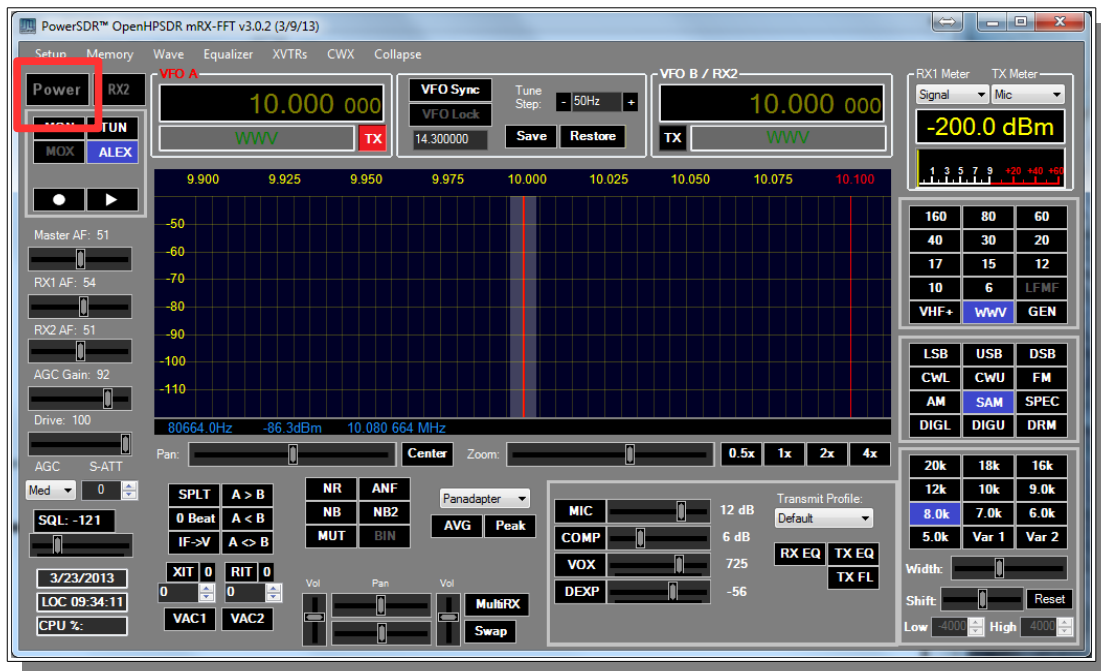 PowerSDR™ OpenHPSDR mRX-FFT v3.0.2 (3/9/13)
Setup Memory Wave Equalizer XVTRs CWX Collapse
Power RX2
MON TUN
MOX ALEX
Master AF: 51
RX1 AF: 54
RX2 AF: 51
AGC Gain: 92
Drive: 100
AGC S-ATT
Med 0
SQL: -121
3/23/2013
LOC 09:34:11
CPU %:
VFO A
10.000 000
WWV TX
VFO Sync
VFO Lock
14.300000
Tune
Step: - 50Hz +
Save Restore
VFO B / RX2
10.000 000
TX WWV
RX1 Meter TX Meter
Signal Mic
-200.0 dBm
1 3 5 7 9 +20 +40 +60
9.900 9.925 9.950 9.975 10.000 10.025 10.050 10.075 10.100
-50
-60
-70
-80
-90
-100
-110
80664.0Hz -86.3dBm 10.080 664 MHz
Pan: Center Zoom: 0.5x 1x 2x 4x
160 80 60
40 30 20
17 15 12
10 6 LFMF
VHF+ WWV GEN
LSB USB DSB
CWL CWU FM
AM SAM SPEC
DIGL DIGU DRM
20k 18k 16k
12k 10k 9.0k
8.0k 7.0k 6.0k
5.0k Var 1 Var 2
Width:
Shift: Reset
Low -4000 High 4000
SPLT A > B
0 Beat A < B
IF->V A <> B
XIT 0 RIT 0
0 0
VAC1 VAC2
NR ANF
NB NB2
MUT BIN
Panadapter
AVG Peak
Vol Pan Vol
MultiRX
Swap
MIC 12 dB
COMP 6 dB
VOX 725
DEXP -56
Transmit Profile:
Default
RX EQ TX EQ
TX FL